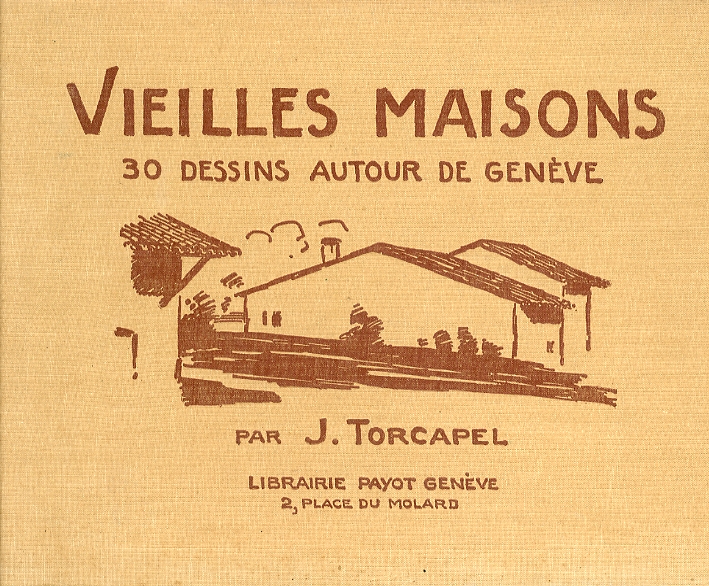 VIEILLES MAISONS
30 DESSINS AUTOUR DE GENÈVE
PAR J. TORCAPEL
LIBRAIRIE PAYOT GENÈVE
2, PLACE DU MOLARD